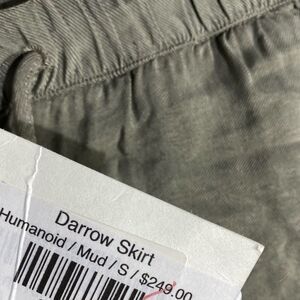 Darrow Skirt
Humanoid / Mud / S / $249.00